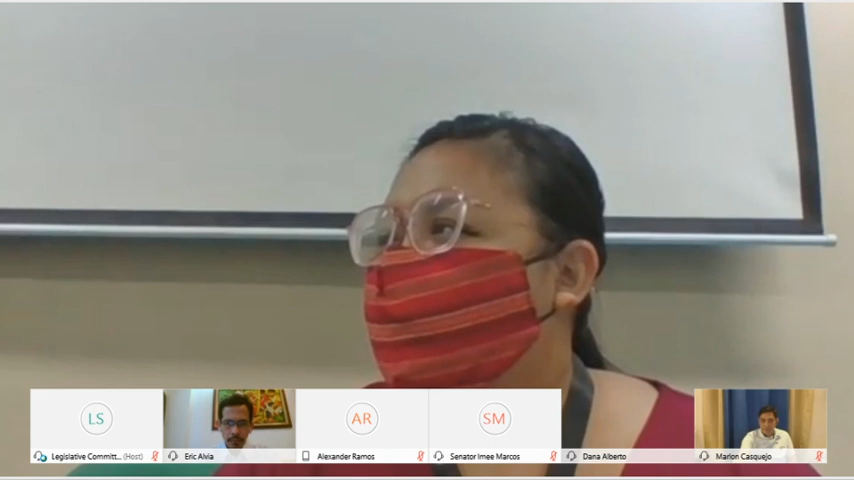 LS
AR
SM
Legislative Committ... (Host)
Eric Alvia
Alexander Ramos
Senator Imee Marcos
Dana Alberto
Marlon Casquejo